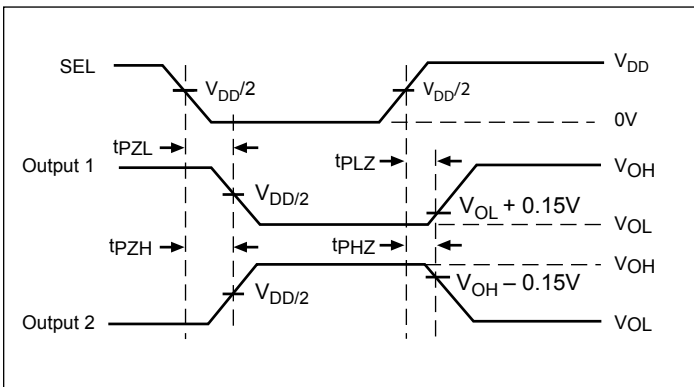 SEL
VDD/2
VDD/2
VDD
0V
tPZL
tPLZ
Output 1
VDD/2
VOH
VOL + 0.15V
VOL
tPZH
tPHZ
VOH
VDD/2
VOH – 0.15V
Output 2
VOL